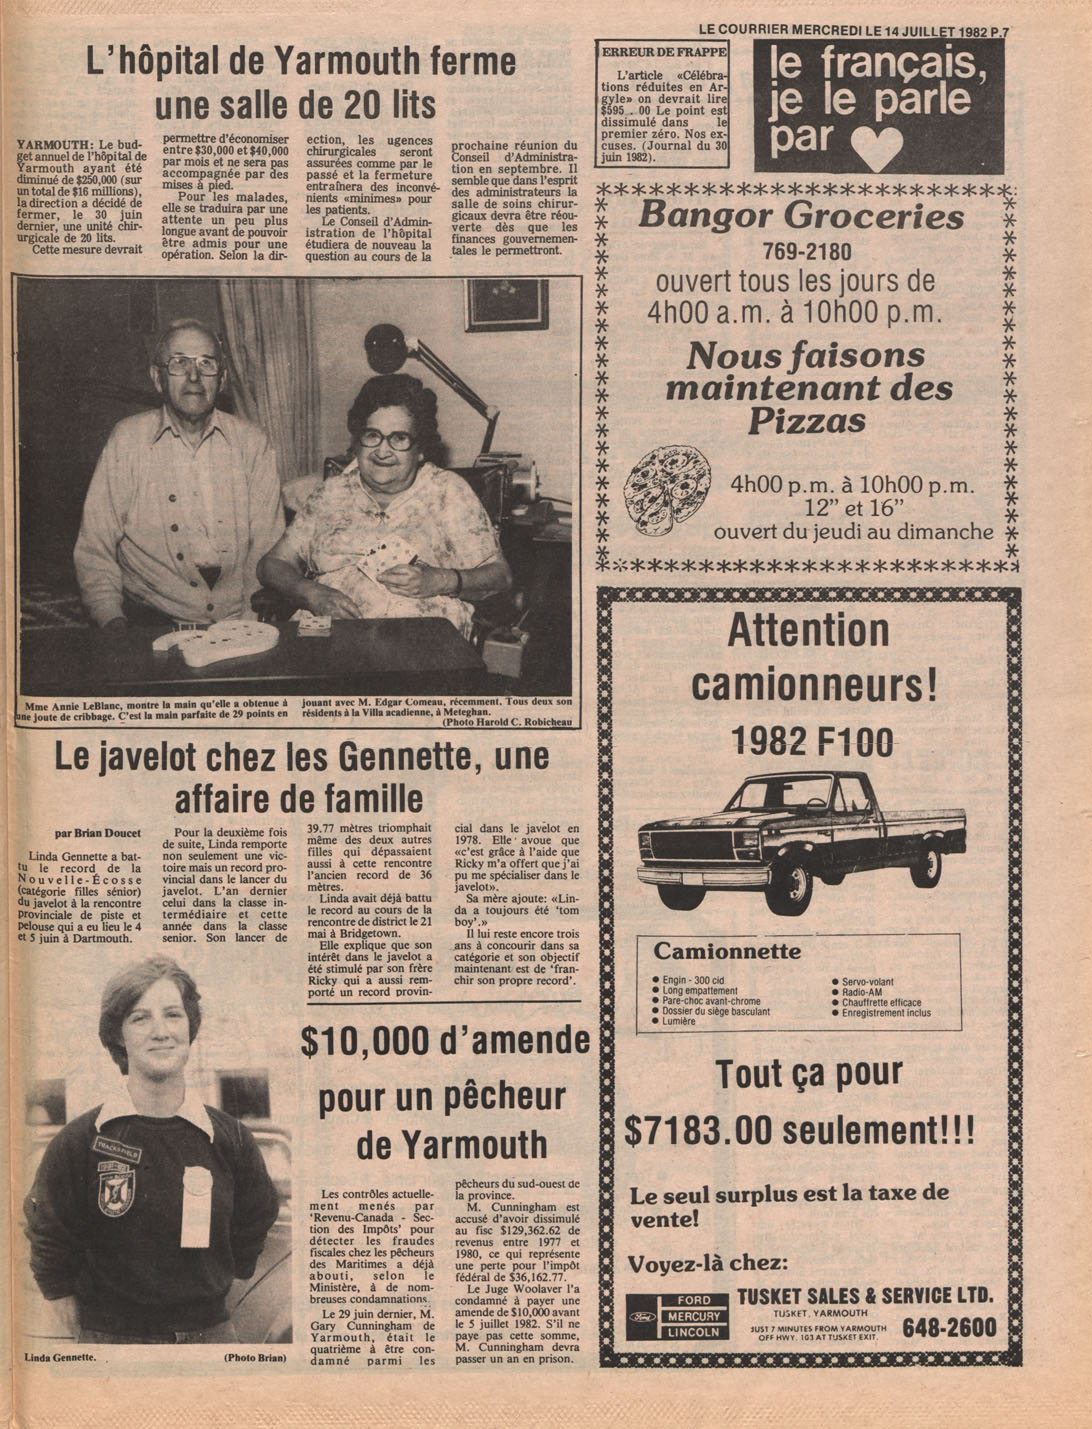 LE COURRIER MERCREDI LE 14 JUILLET 1982 P.7
L'hôpital de Yarmouth ferme
une salle de 20 lits
YARMOUTH: Le bud-
get annuel de l'hôpital de
Yarmouth ayant été
diminué de $250,000 (sur
un total de $16 millions),
la direction a décidé de
fermer, le 30 juin
dernier, une unité chir-
urgicale de 20 lits.
Cette mesure devrait
permettre d'économiser
entre $30,000 et $40,000
par mois et ne sera pas
accompagnée par des
mises à pied.
Pour les malades,
elle se traduira par une
attente un peu plus
longue avant de pouvoir
être admis pour une
opération. Selon la dir-
ection, les ugences
chirurgicales seront
assurées comme par le
passé et la fermeture
entraînera des inconvé-
nients «minimes» pour
les patients.
Le Conseil d'Admin-
istration de l'hôpital
étudiera de nouveau la
question au cours de la
prochaine réunion du
Conseil d'Administra-
tion en septembre. Il
semble que dans l'esprit
des administrateurs la
salle de soins chirur-
gicaux devra être réou-
verte dès que les
finances gouvernemen-
tales le permettront.
ERREUR DE FRAPPE
L'article «Célébra-
tions réduites en Ar-
gyle» on devrait lire
$595 . 00 Le point est
dissimulé dans le
premier zéro. Nos ex-
cuses. (Journal du 30
juin 1982).
le français,
je le parle
par
Bangor Groceries
769-2180
ouvert tous les jours de
4h00 a.m. à 10h00 p.m.
Nous faisons
maintenant des
Pizzas
4h00 p.m. à 10h00 p.m.
12" et 16"
ouvert du jeudi au dimanche
Mme Annie LeBlanc, montre la main qu'elle a obtenue à
une joute de cribbage. C'est la main parfaite de 29 points en
jouant avec M. Edgar Comeau, récemment. Tous deux son
résidents à la Villa acadienne, à Meteghan.
(Photo Harold C. Robicheau
Le javelot chez les Gennette, une
affaire de famille
par Brian Doucet
Linda Gennette a bat-
tu le record de la
Nouvelle-Écosse
(catégorie filles sénior)
du javelot à la rencontre
provinciale de piste et
pelouse qui a eu lieu le 4
et 5 juin à Dartmouth.
Pour la deuxième fois
de suite, Linda remporte
non seulement une vic-
toire mais un record pro-
vincial dans le lancer du
javelot. L'an dernier
celui dans la classe in-
termédiaire et cette
année dans la classe
senior. Son lancer de
39.77 mètres triomphait
même des deux autres
filles qui dépassaient
aussi à cette rencontre
l'ancien record de 36
mètres.
Linda avait déjà battu
le record au cours de la
rencontre de district le 21
mai à Bridgetown.
Elle explique que son
intérêt dans le javelot a
été stimulé par son frère
Ricky qui a aussi rem-
porté un record provin-
cial dans le javelot en
1978. Elle avoue que
«c'est grâce à l'aide que
Ricky m'a offert que j'ai
pu me spécialiser dans le
javelot».
Sa mère ajoute: «Lin-
da a toujours été 'tom
boy'.»
Il lui reste encore trois
ans à concourir dans sa
catégorie et son objectif
maintenant est de 'fran-
chir son propre record'.
TRACK&FIELD
Linda Gennette.
(Photo Brian)
$10,000 d'amende
pour un pêcheur
de Yarmouth
Les contrôles actuelle-
ment menés par
'Revenu-Canada - Sec-
tion des Impôts' pour
détecter les fraudes
fiscales chez les pêcheurs
des Maritimes a déjà
abouti, selon le
Ministère, à de nom-
breuses condamnations.
Le 29 juin dernier, M.
Gary Cunningham de
Yarmouth, était le
quatrième à être con-
damné parmi les
pêcheurs du sud-ouest de
la province.
M. Cunningham est
accusé d'avoir dissimulé
au fisc $129,362.62 de
revenus entre 1977 et
1980, ce qui représente
une perte pour l'impôt
fédéral de $36,162.77.
Le Juge Woolaver l'a
condamné à payer une
amende de $10,000 avant
le 5 juillet 1982. S'il ne
paye pas cette somme,
M. Cunningham devra
passer un an en prison.
Attention
camionneurs!
1982 F100
Camionnette
● Engin - 300 cid
● Long empattement
● Pare-choc avant-chrome
● Dossier du siège basculant
● Lumière
● Servo-volant
● Radio-AM
● Chauffrette efficace
● Enregistrement inclus
Tout ça pour
$7183.00 seulement!!!
Le seul surplus est la taxe de
vente!
Voyez-là chez:
Ford
FORD
MERCURY
LINCOLN
TUSKET SALES & SERVICE LTD.
TUSKET, YARMOUTH
JUST 7 MINUTES FROM YARMOUTH
OFF HWY. 103 AT TUSKET EXIT.
648-2600